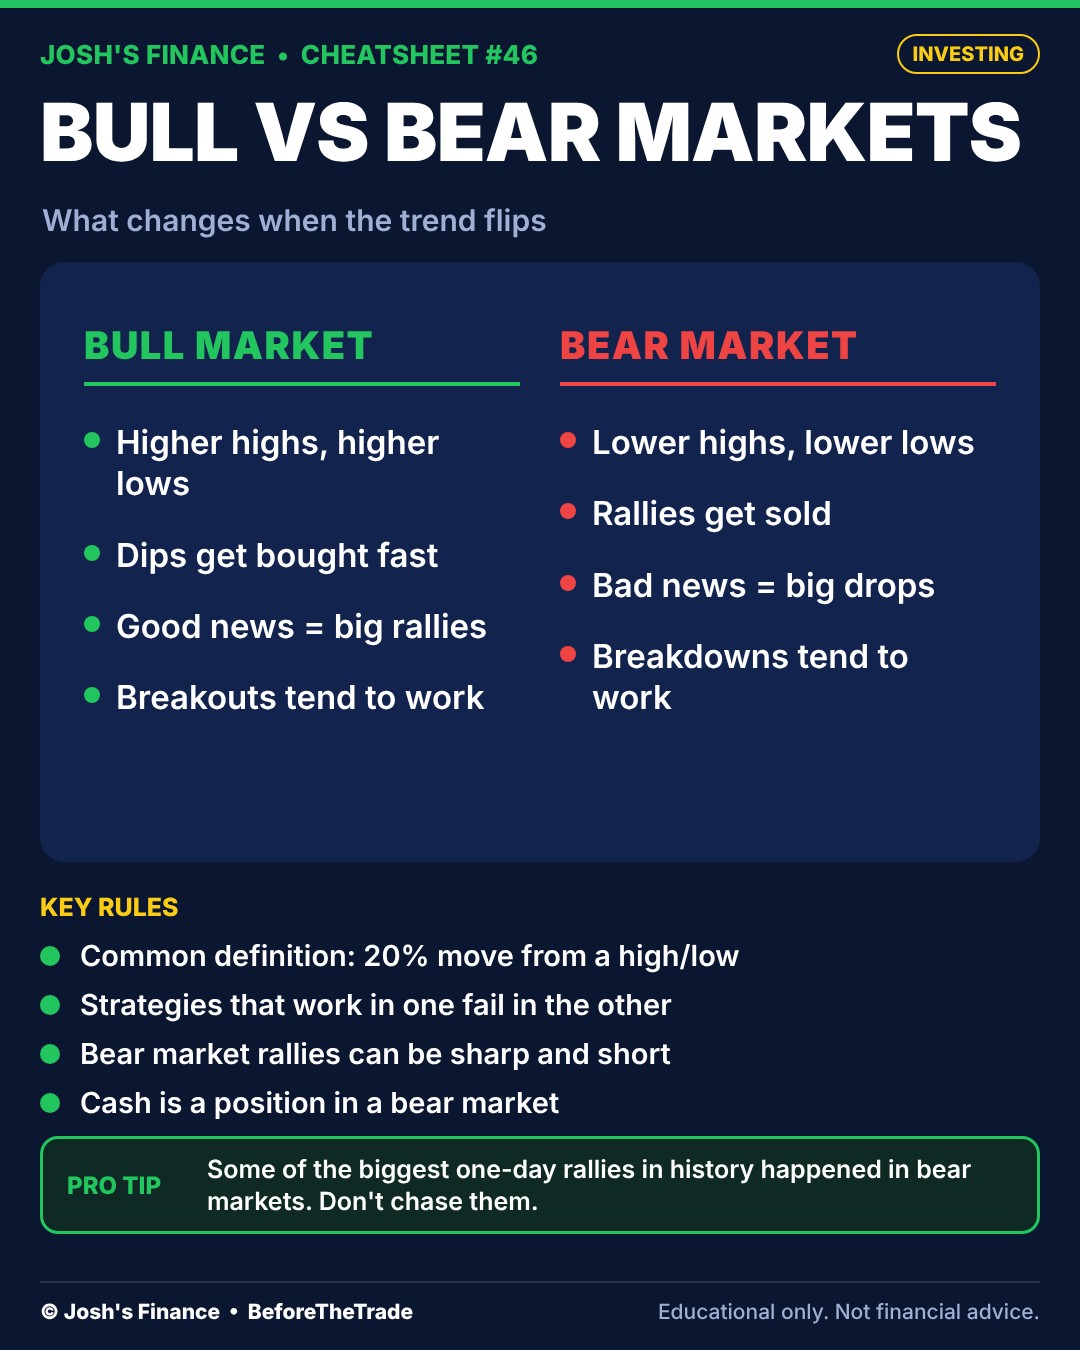 JOSH'S FINANCE • CHEATSHEET #46
INVESTING
BULL VS BEAR MARKETS
What changes when the trend flips
BULL MARKET
Higher highs, higher
lows
Dips get bought fast
Good news = big rallies
Breakouts tend to work
BEAR MARKET
Lower highs, lower lows
Rallies get sold
Bad news = big drops
Breakdowns tend to
work
KEY RULES
Common definition: 20% move from a high/low
Strategies that work in one fail in the other
Bear market rallies can be sharp and short
Cash is a position in a bear market
PRO TIP
Some of the biggest one-day rallies in history happened in bear
markets. Don't chase them.
© Josh's Finance • BeforeTheTrade
Educational only. Not financial advice.